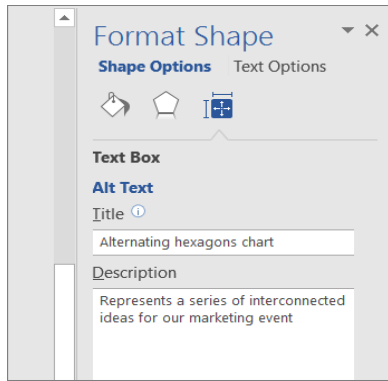 Format Shape
Shape Options Text Options
Text Box
Alt Text
Title
Alternating hexagons chart
Description
Represents a series of interconnected
ideas for our marketing event